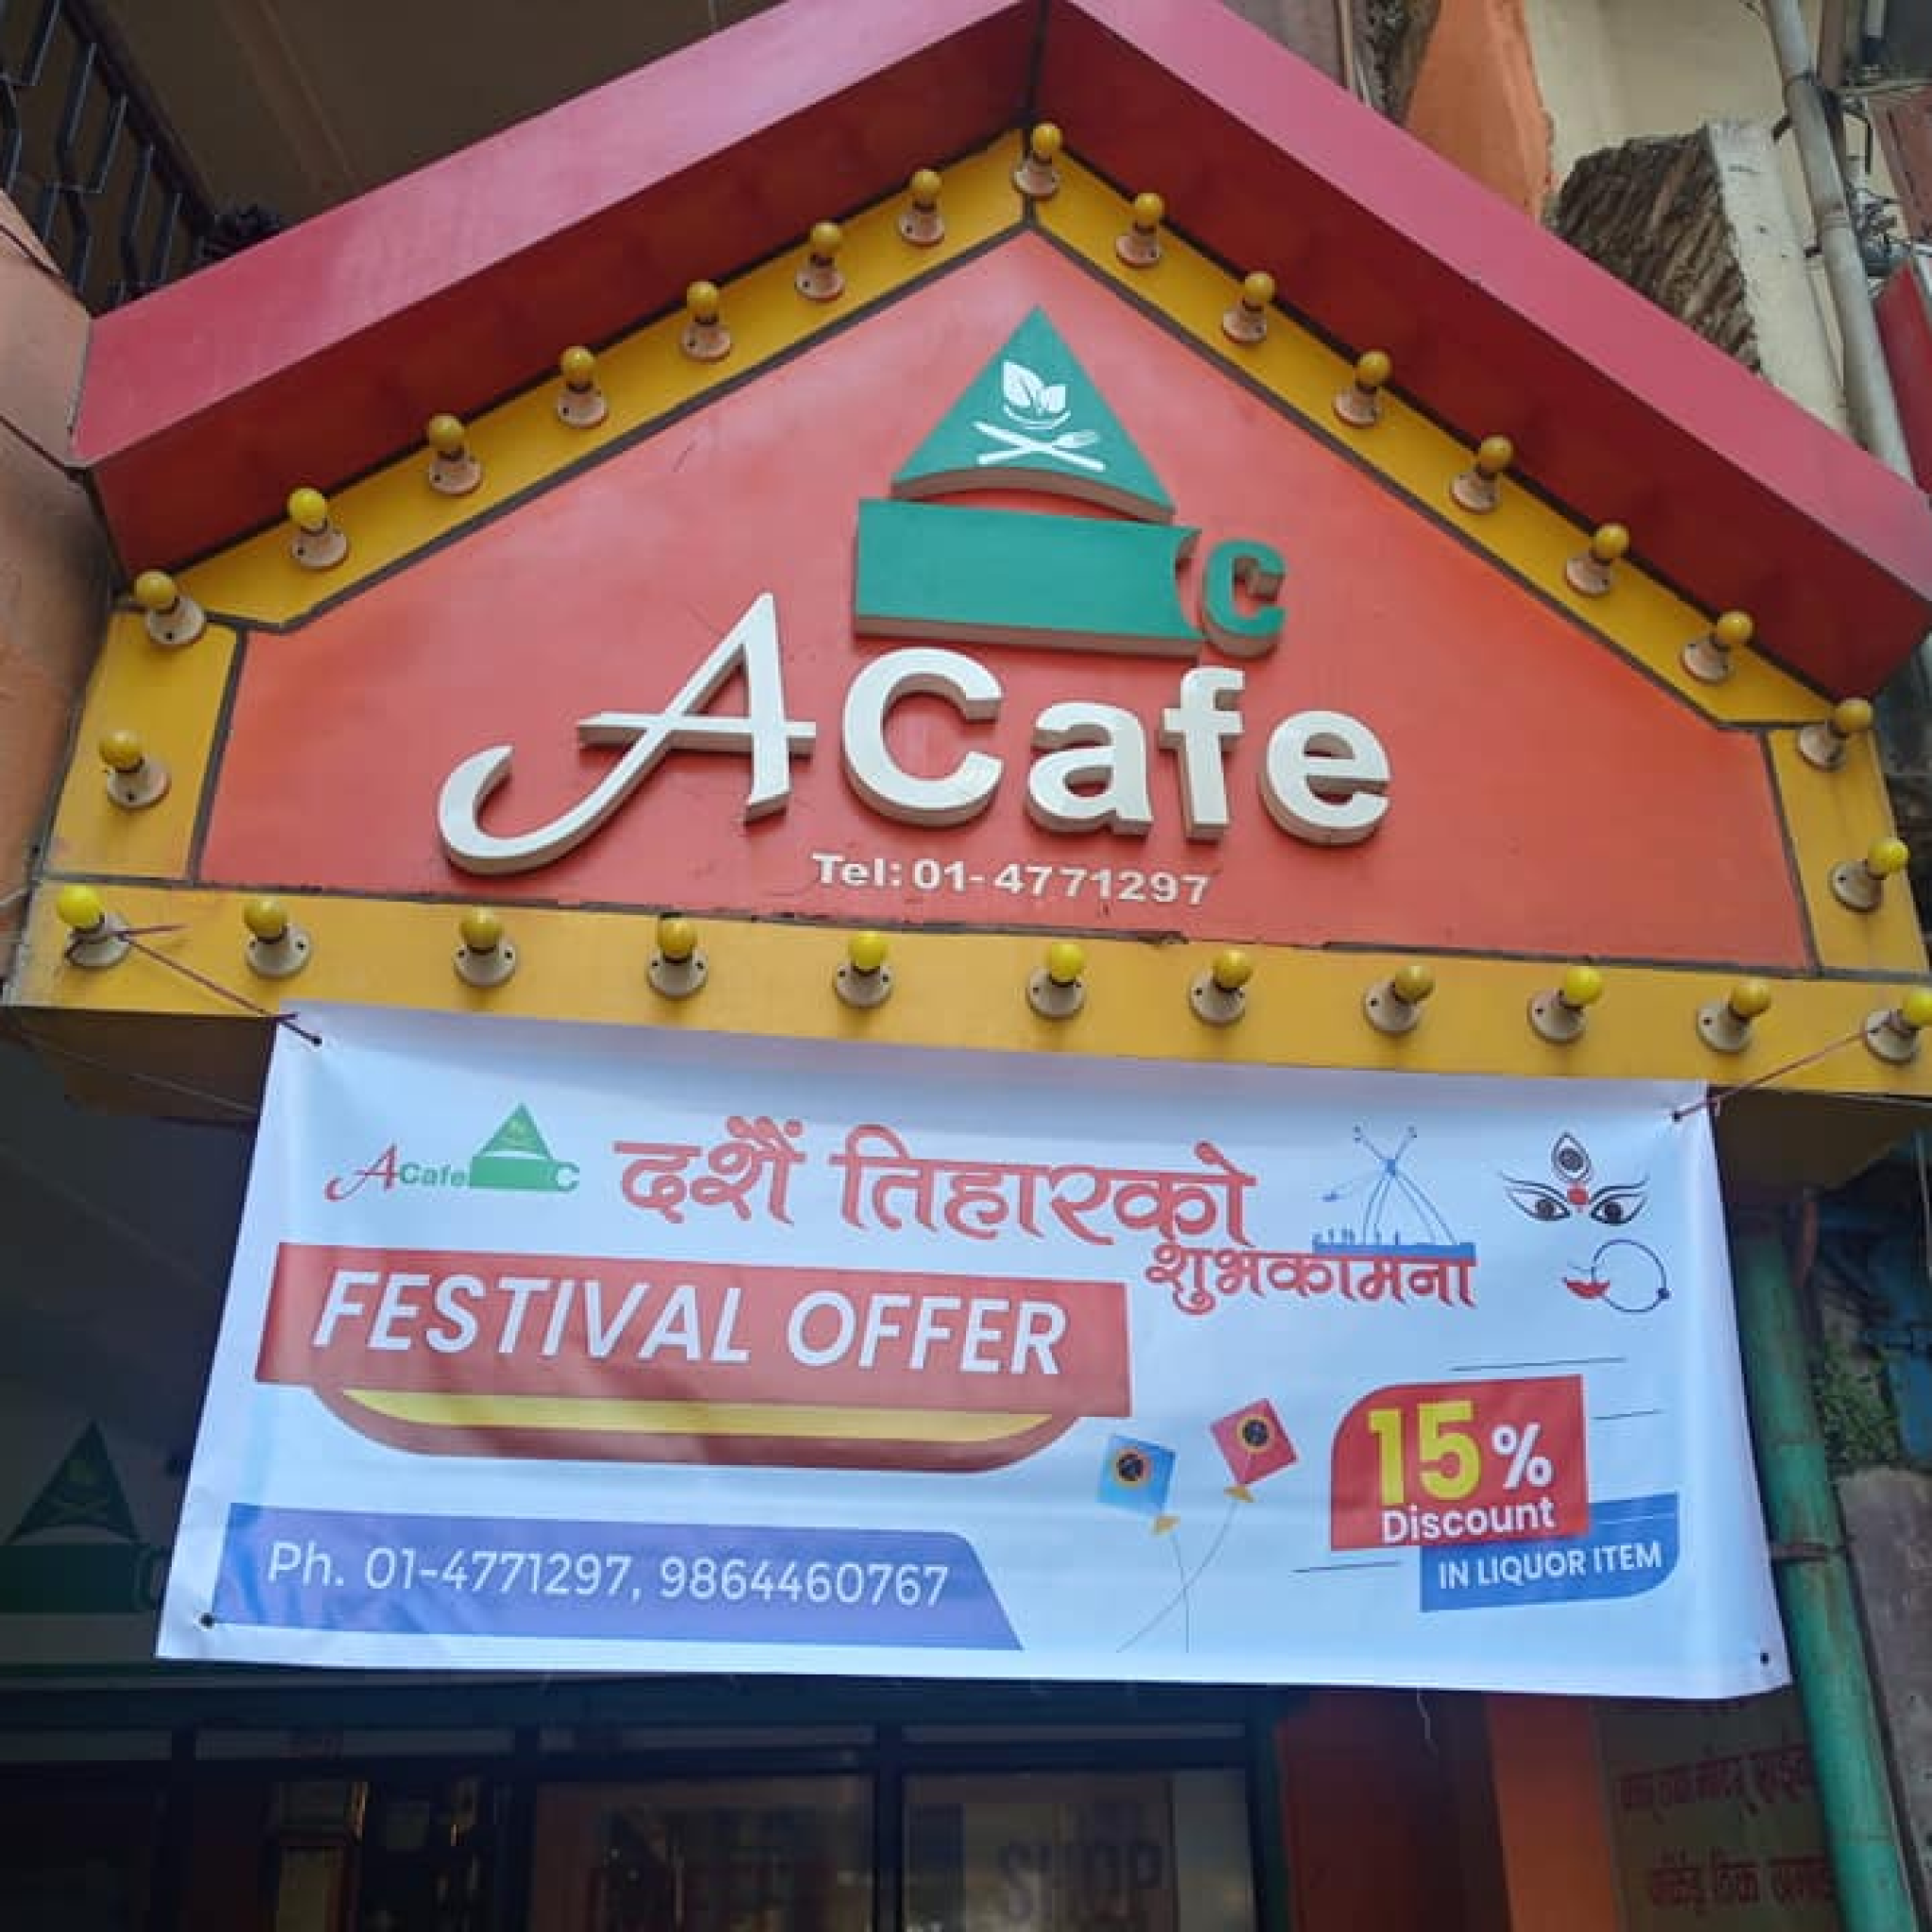 C
ACafe
Tel: 01-4771297
ACafe C
दशैं तिहारको
शुभकामना
FESTIVAL OFFER
15%
Discount
IN LIQUOR ITEM
Ph. 01-4771297, 9864460767
SHOP